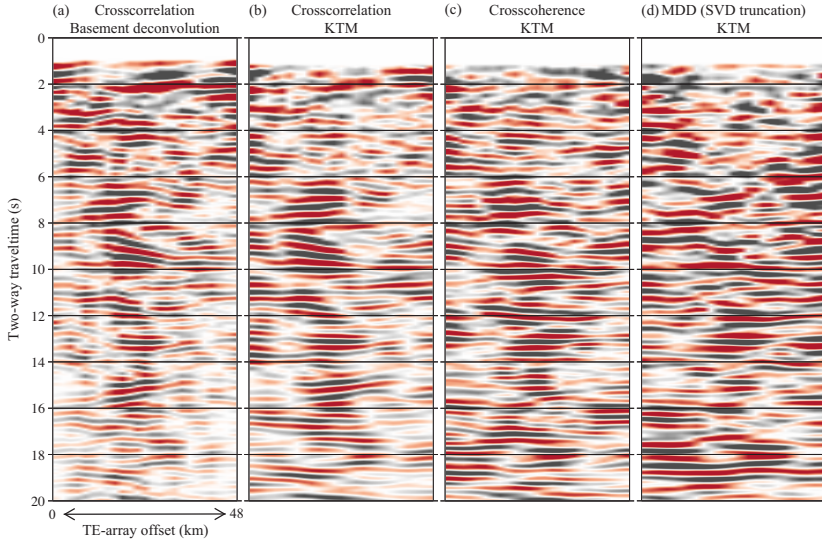 (a) Crosscorrelation
Basement deconvolution
(b) Crosscorrelation
KTM
(c) Crosscoherence
KTM
(d) MDD (SVD truncation)
KTM
Two-way traveltime (s)
0
2
4
6
8
10
12
14
16
18
20
0 48
TE-array offset (km)